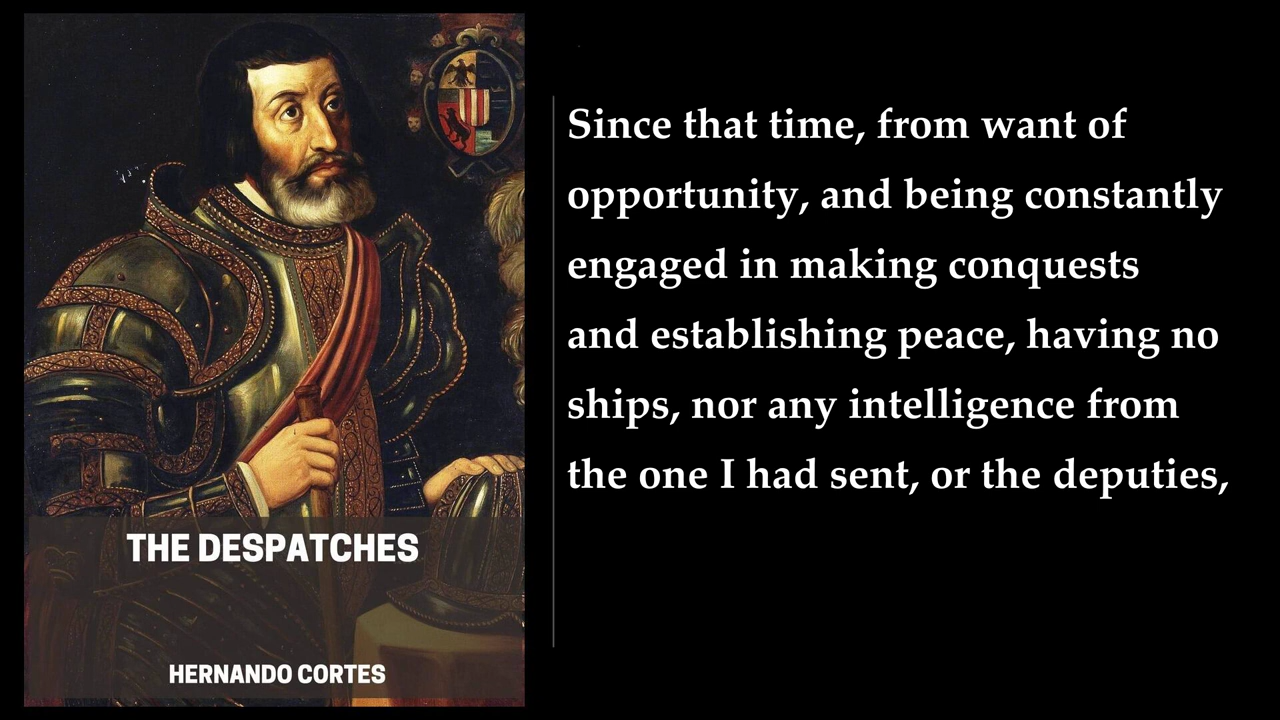 THE DESPATCHES
HERNANDO CORTES
Since that time, from want of
opportunity, and being constantly
engaged in making conquests
and establishing peace, having no
ships, nor any intelligence from
the one I had sent, or the deputies,